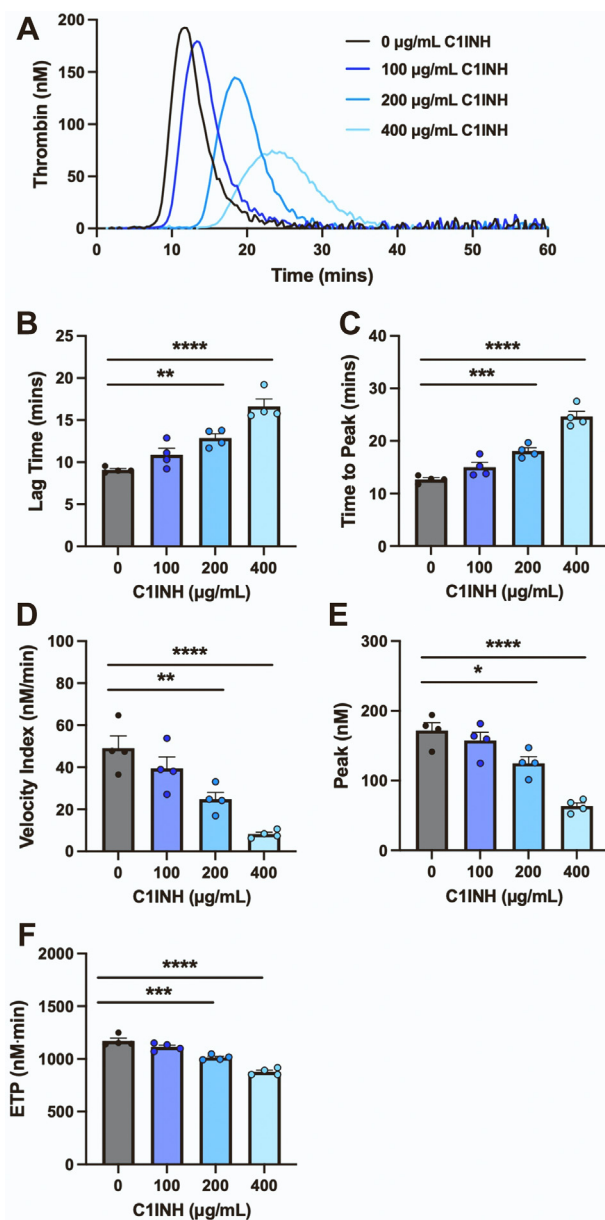 A
200
150
100
50
0
Thrombin (nM)
0 µg/mL C1INH
100 µg/mL C1INH
200 µg/mL C1INH
400 µg/mL C1INH
0 10 20 30 40 50 60
Time (mins)
B
25
20
15
10
5
0
Lag Time (mins)
****
**
0 100 200 400
C1INH (µg/mL)
C
40
30
20
10
0
Time to Peak (mins)
****
***
0 100 200 400
C1INH (µg/mL)
D
100
80
60
40
20
0
Velocity Index (nM/min)
****
**
0 100 200 400
C1INH (µg/mL)
E
300
200
100
0
Peak (nM)
****
*
0 100 200 400
C1INH (µg/mL)
F
2000
1500
1000
500
0
ETP (nM·min)
****
***
0 100 200 400
C1INH (µg/mL)